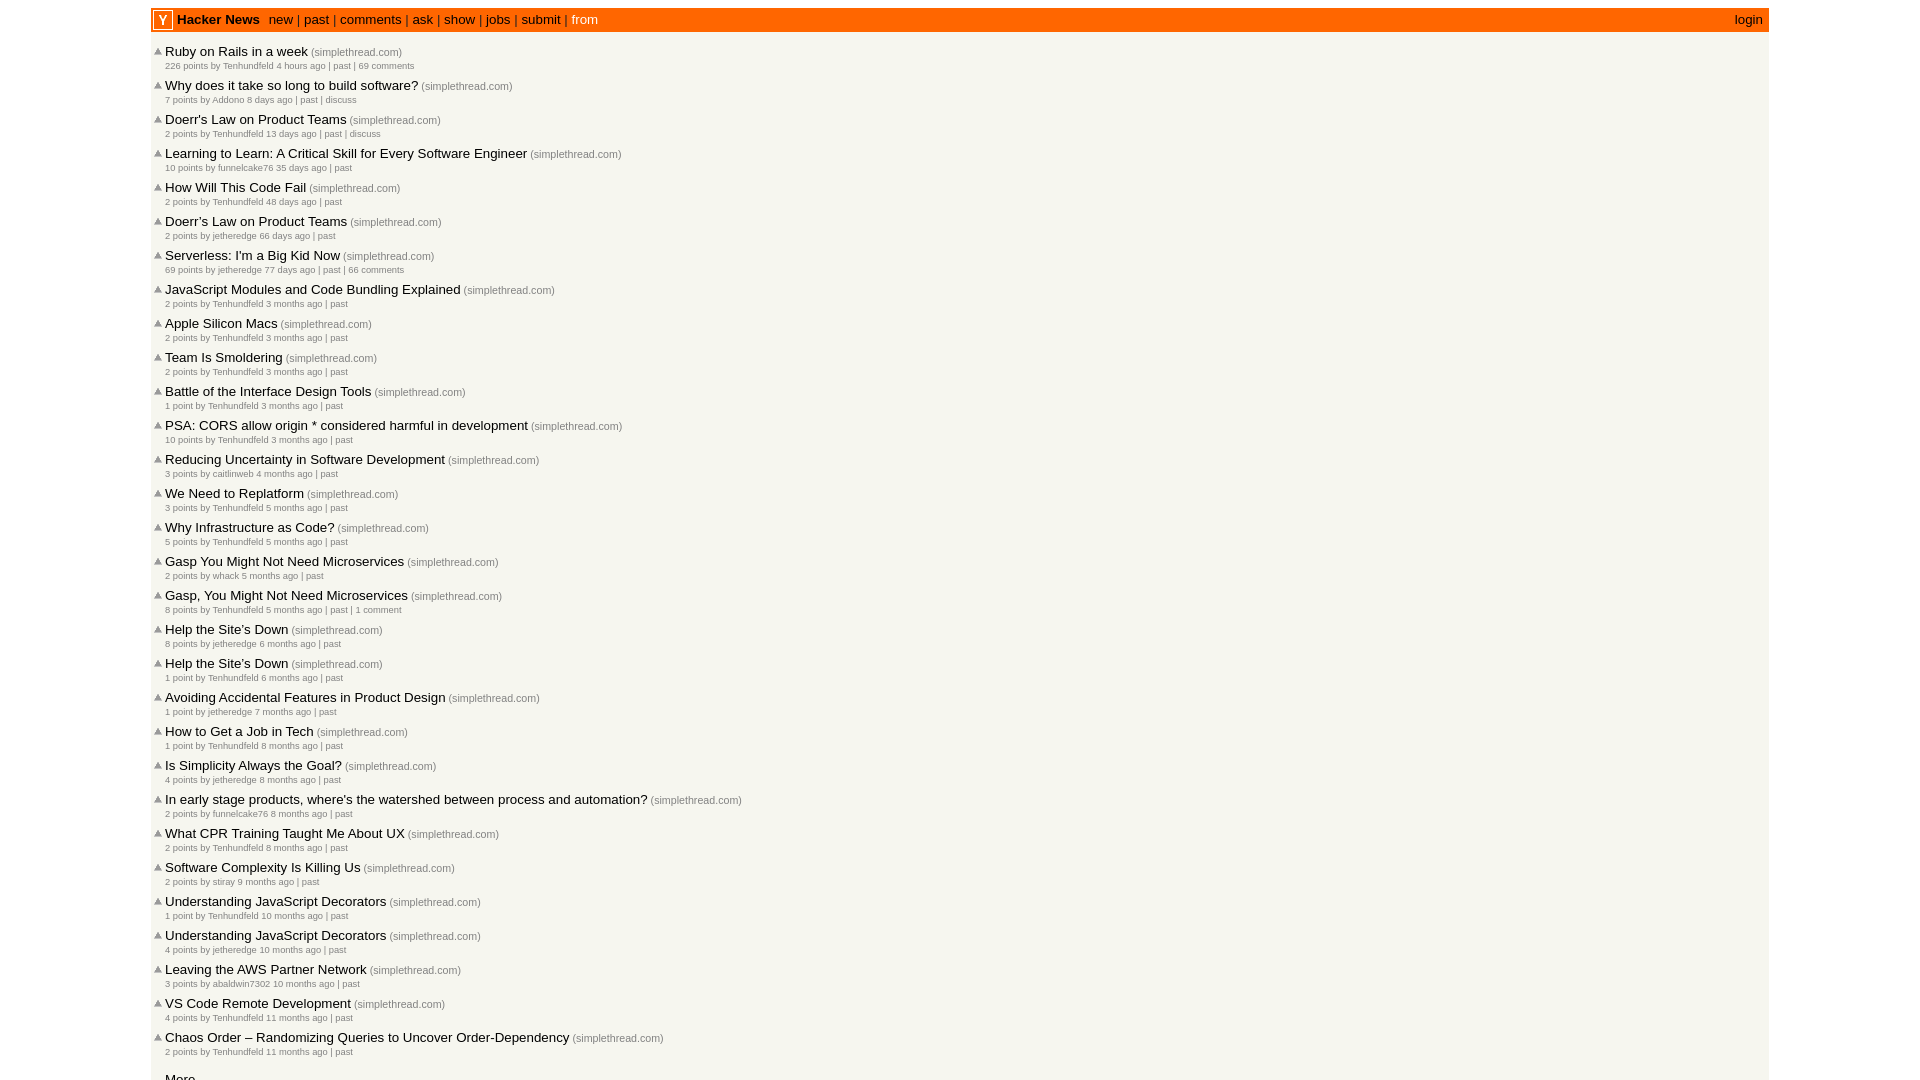 Y Hacker News new | past | comments | ask | show | jobs | submit | from login
Ruby on Rails in a week (simplethread.com)
226 points by Tenhundfeld 4 hours ago | past | 69 comments
Why does it take so long to build software? (simplethread.com)
7 points by Addono 8 days ago | past | discuss
Doerr's Law on Product Teams (simplethread.com)
2 points by Tenhundfeld 13 days ago | past | discuss
Learning to Learn: A Critical Skill for Every Software Engineer (simplethread.com)
10 points by funnelcake76 35 days ago | past
How Will This Code Fail (simplethread.com)
2 points by Tenhundfeld 48 days ago | past
Doerr’s Law on Product Teams (simplethread.com)
2 points by jetheredge 66 days ago | past
Serverless: I'm a Big Kid Now (simplethread.com)
69 points by jetheredge 77 days ago | past | 66 comments
JavaScript Modules and Code Bundling Explained (simplethread.com)
2 points by Tenhundfeld 3 months ago | past
Apple Silicon Macs (simplethread.com)
2 points by Tenhundfeld 3 months ago | past
Team Is Smoldering (simplethread.com)
2 points by Tenhundfeld 3 months ago | past
Battle of the Interface Design Tools (simplethread.com)
1 point by Tenhundfeld 3 months ago | past
PSA: CORS allow origin * considered harmful in development (simplethread.com)
10 points by Tenhundfeld 3 months ago | past
Reducing Uncertainty in Software Development (simplethread.com)
3 points by caitlinweb 4 months ago | past
We Need to Replatform (simplethread.com)
3 points by Tenhundfeld 5 months ago | past
Why Infrastructure as Code? (simplethread.com)
5 points by Tenhundfeld 5 months ago | past
Gasp You Might Not Need Microservices (simplethread.com)
2 points by whack 5 months ago | past
Gasp, You Might Not Need Microservices (simplethread.com)
8 points by Tenhundfeld 5 months ago | past | 1 comment
Help the Site’s Down (simplethread.com)
8 points by jetheredge 6 months ago | past
Help the Site’s Down (simplethread.com)
1 point by Tenhundfeld 6 months ago | past
Avoiding Accidental Features in Product Design (simplethread.com)
1 point by jetheredge 7 months ago | past
How to Get a Job in Tech (simplethread.com)
1 point by Tenhundfeld 8 months ago | past
Is Simplicity Always the Goal? (simplethread.com)
4 points by jetheredge 8 months ago | past
In early stage products, where's the watershed between process and automation? (simplethread.com)
2 points by funnelcake76 8 months ago | past
What CPR Training Taught Me About UX (simplethread.com)
2 points by Tenhundfeld 8 months ago | past
Software Complexity Is Killing Us (simplethread.com)
2 points by stiray 9 months ago | past
Understanding JavaScript Decorators (simplethread.com)
1 point by Tenhundfeld 10 months ago | past
Understanding JavaScript Decorators (simplethread.com)
4 points by jetheredge 10 months ago | past
Leaving the AWS Partner Network (simplethread.com)
3 points by abaldwin7302 10 months ago | past
VS Code Remote Development (simplethread.com)
4 points by Tenhundfeld 11 months ago | past
Chaos Order – Randomizing Queries to Uncover Order-Dependency (simplethread.com)
2 points by Tenhundfeld 11 months ago | past
More